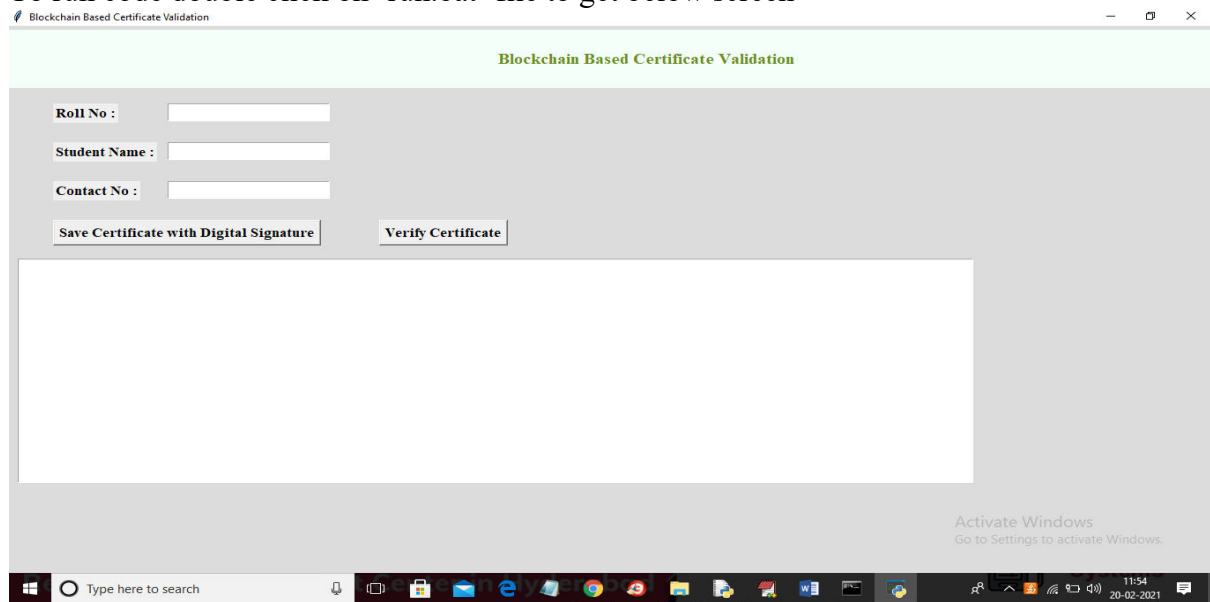 Blockchain Based Certificate Validation
Blockchain Based Certificate Validation
Roll No :
Student Name :
Contact No :
Save Certificate with Digital Signature
Verify Certificate
Activate Windows
Go to Settings to activate Windows.
Type here to search
11:54
20-02-2021